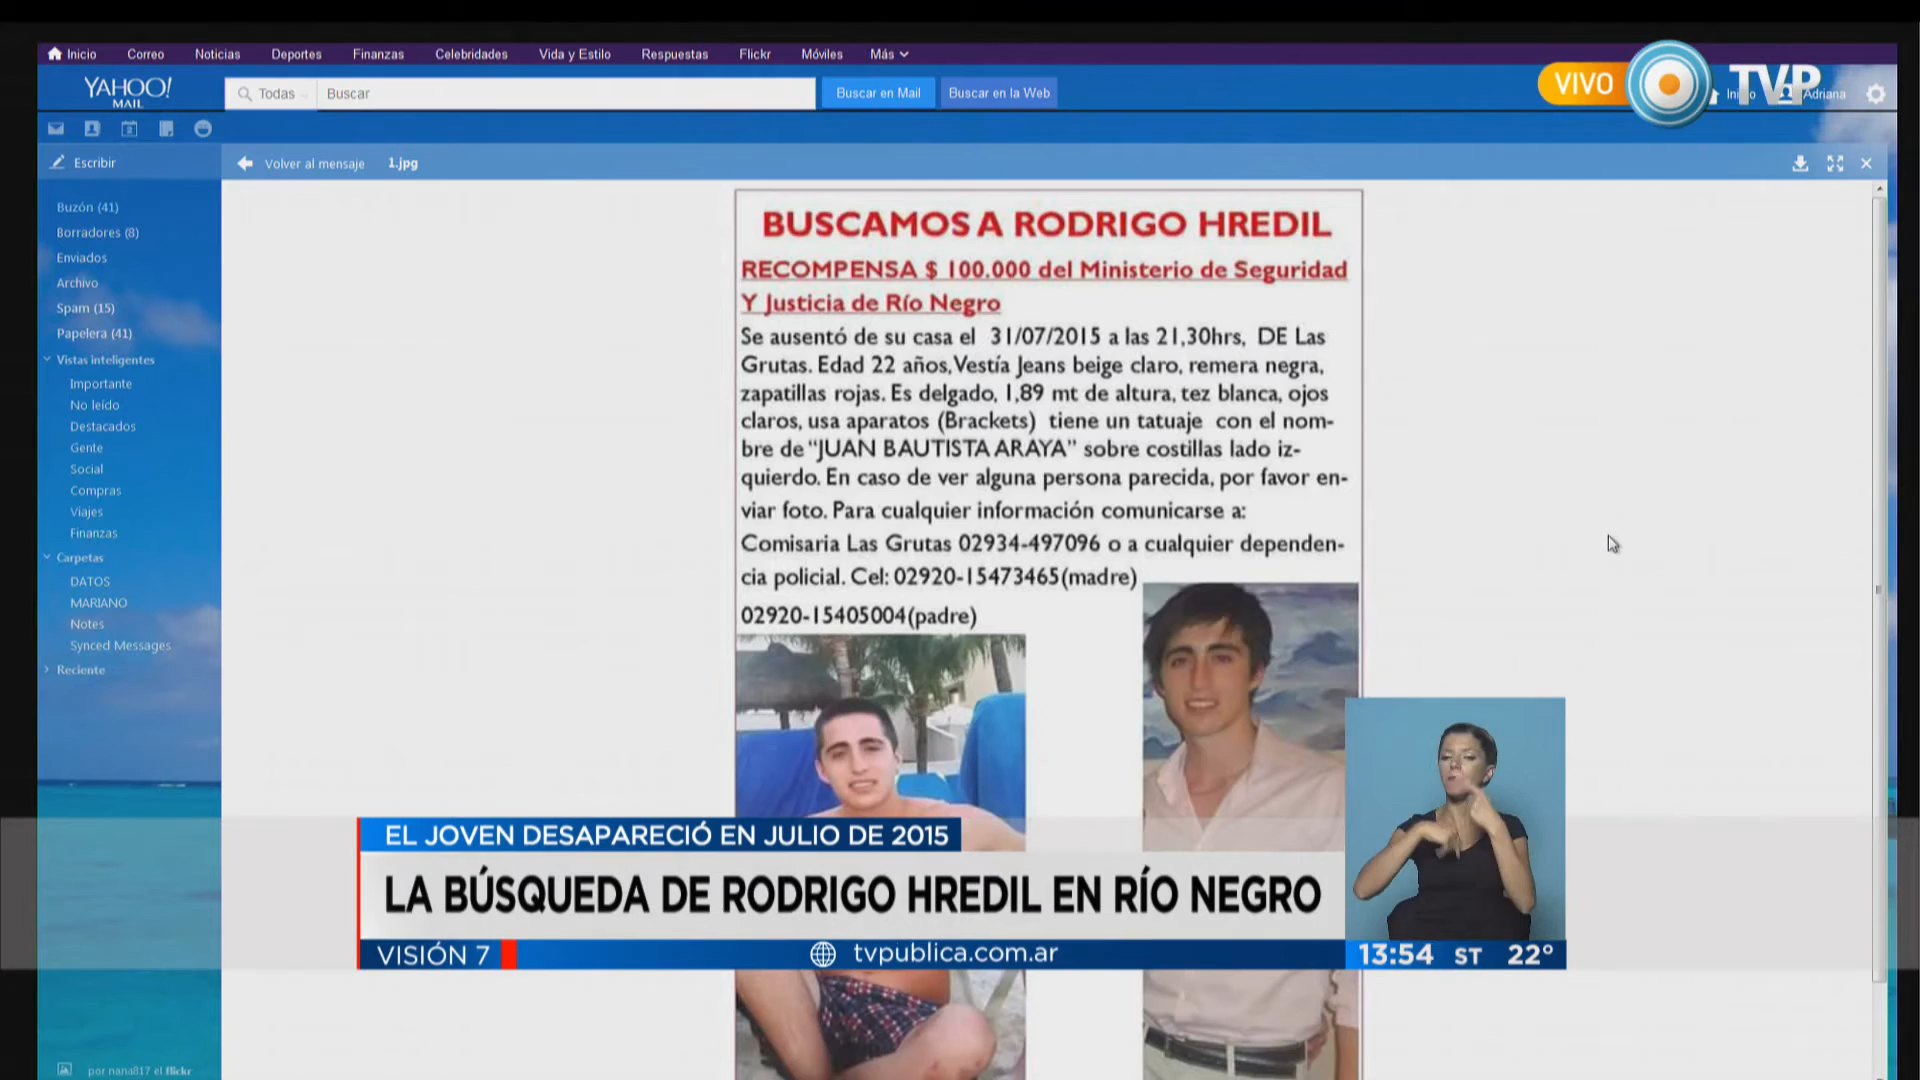 Inicio Correo Noticias Deportes Finanzas Celebridades Vida y Estilo Respuestas Flickr Móviles Más
YAHOO!
MAIL
Todas Buscar Buscar en Mail Buscar en la Web
VIVO TVP
Adriana
Escribir
Volver al mensaje 1.jpg
Buzón (41)
Borradores (8)
Enviados
Archivo
Spam (15)
Papelera (41)
Vistas inteligentes
Importante
No leído
Destacados
Gente
Social
Compras
Viajes
Finanzas
Carpetas
DATOS
MARIANO
Notes
Synced Messages
Reciente
por nana817 el flickr
BUSCAMOS A RODRIGO HREDIL
RECOMPENSA $ 100.000 del Ministerio de Seguridad
Y Justicia de Río Negro
Se ausentó de su casa el 31/07/2015 a las 21,30hrs, DE Las
Grutas. Edad 22 años, Vestía Jeans beige claro, remera negra,
zapatillas rojas. Es delgado, 1,89 mt de altura, tez blanca, ojos
claros, usa aparatos (Brackets) tiene un tatuaje con el nom-
bre de “JUAN BAUTISTA ARAYA” sobre costillas lado iz-
quierdo. En caso de ver alguna persona parecida, por favor en-
viar foto. Para cualquier información comunicarse a:
Comisaria Las Grutas 02934-497096 o a cualquier dependen-
cia policial. Cel: 02920-15473465(madre)
02920-15405004(padre)
EL JOVEN DESAPARECIÓ EN JULIO DE 2015
LA BÚSQUEDA DE RODRIGO HREDIL EN RÍO NEGRO
VISIÓN 7 tvpublica.com.ar 13:54 ST 22°